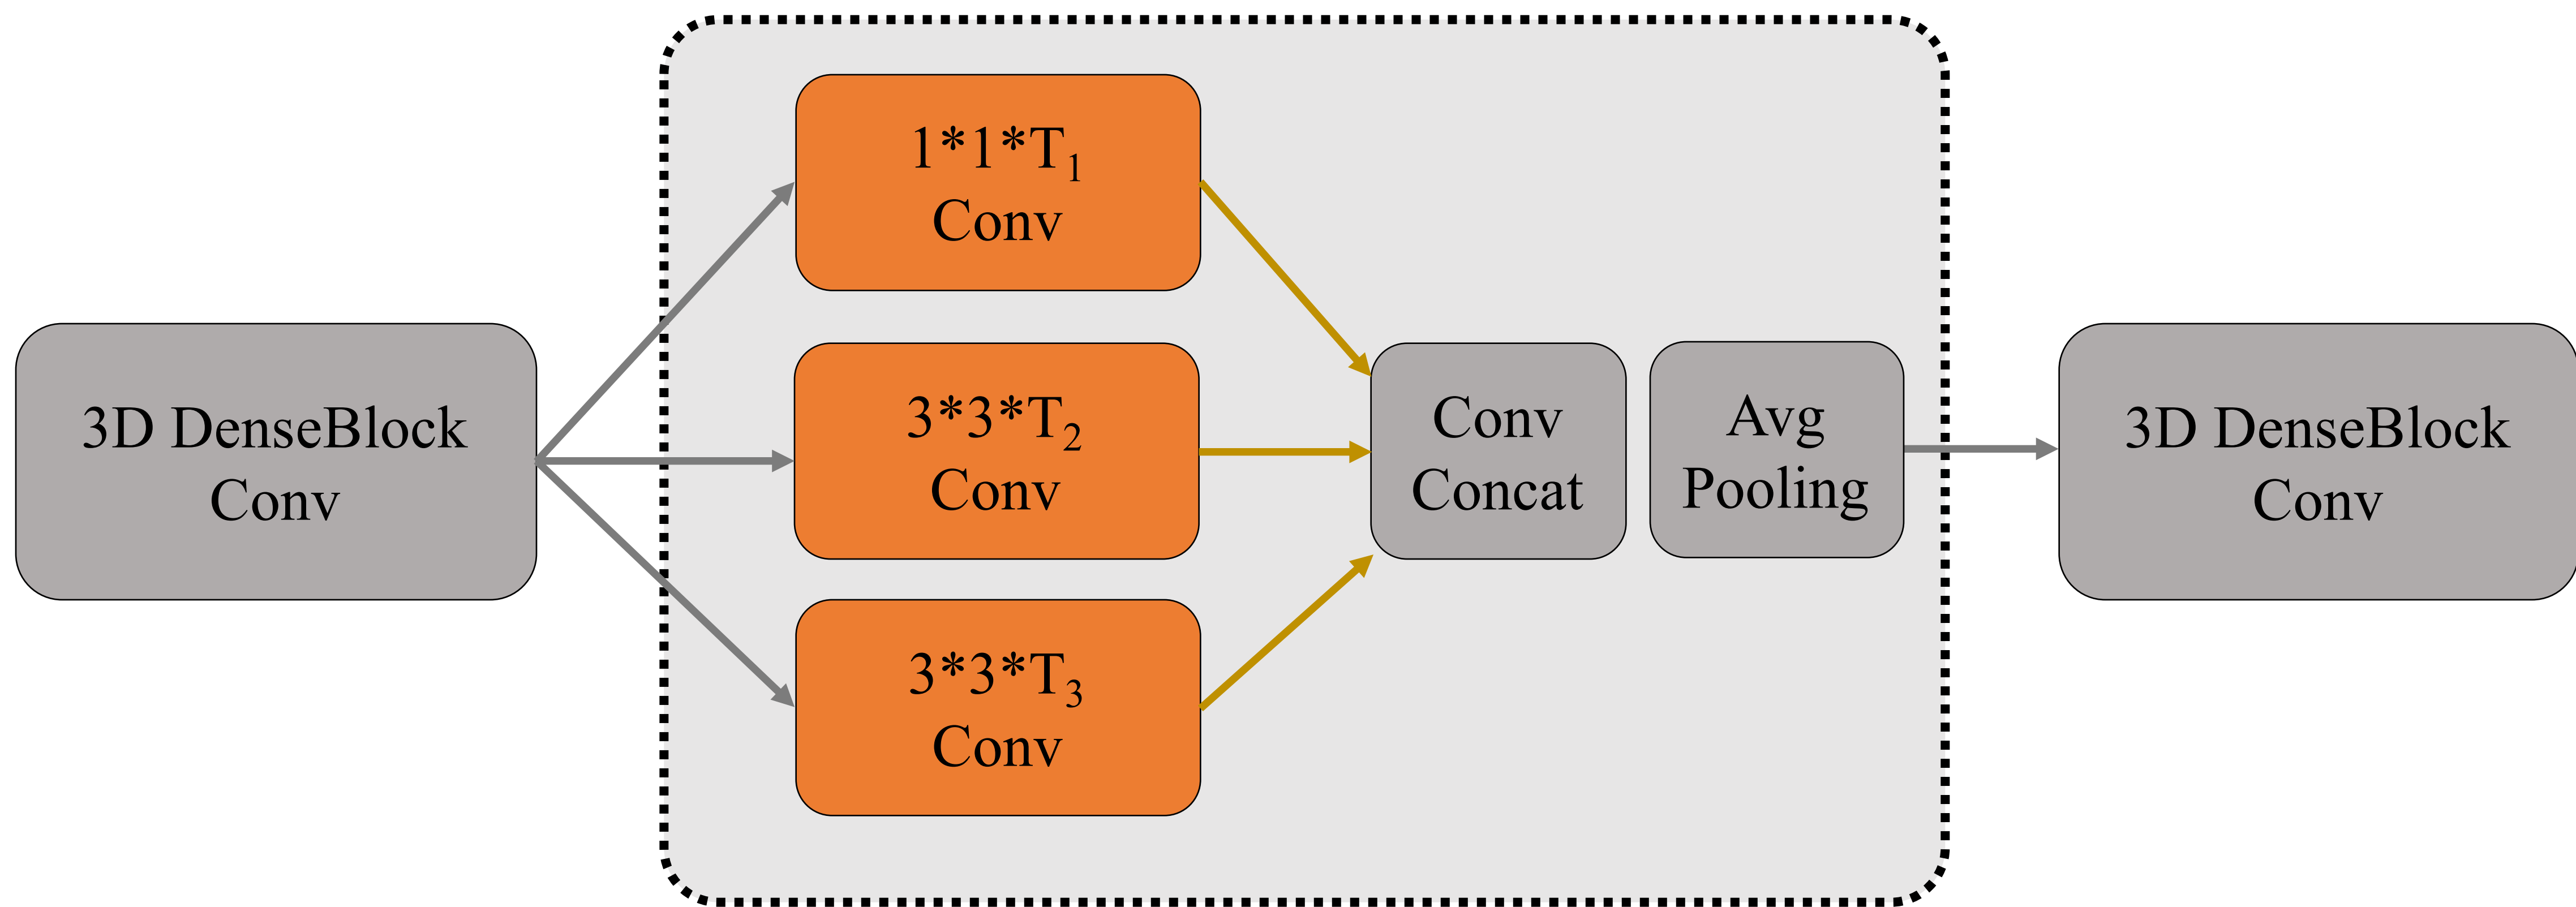 3D DenseBlock
Conv
1*1*T₁
Conv
3*3*T₂
Conv
3*3*T₃
Conv
Conv
Concat
Avg
Pooling
3D DenseBlock
Conv